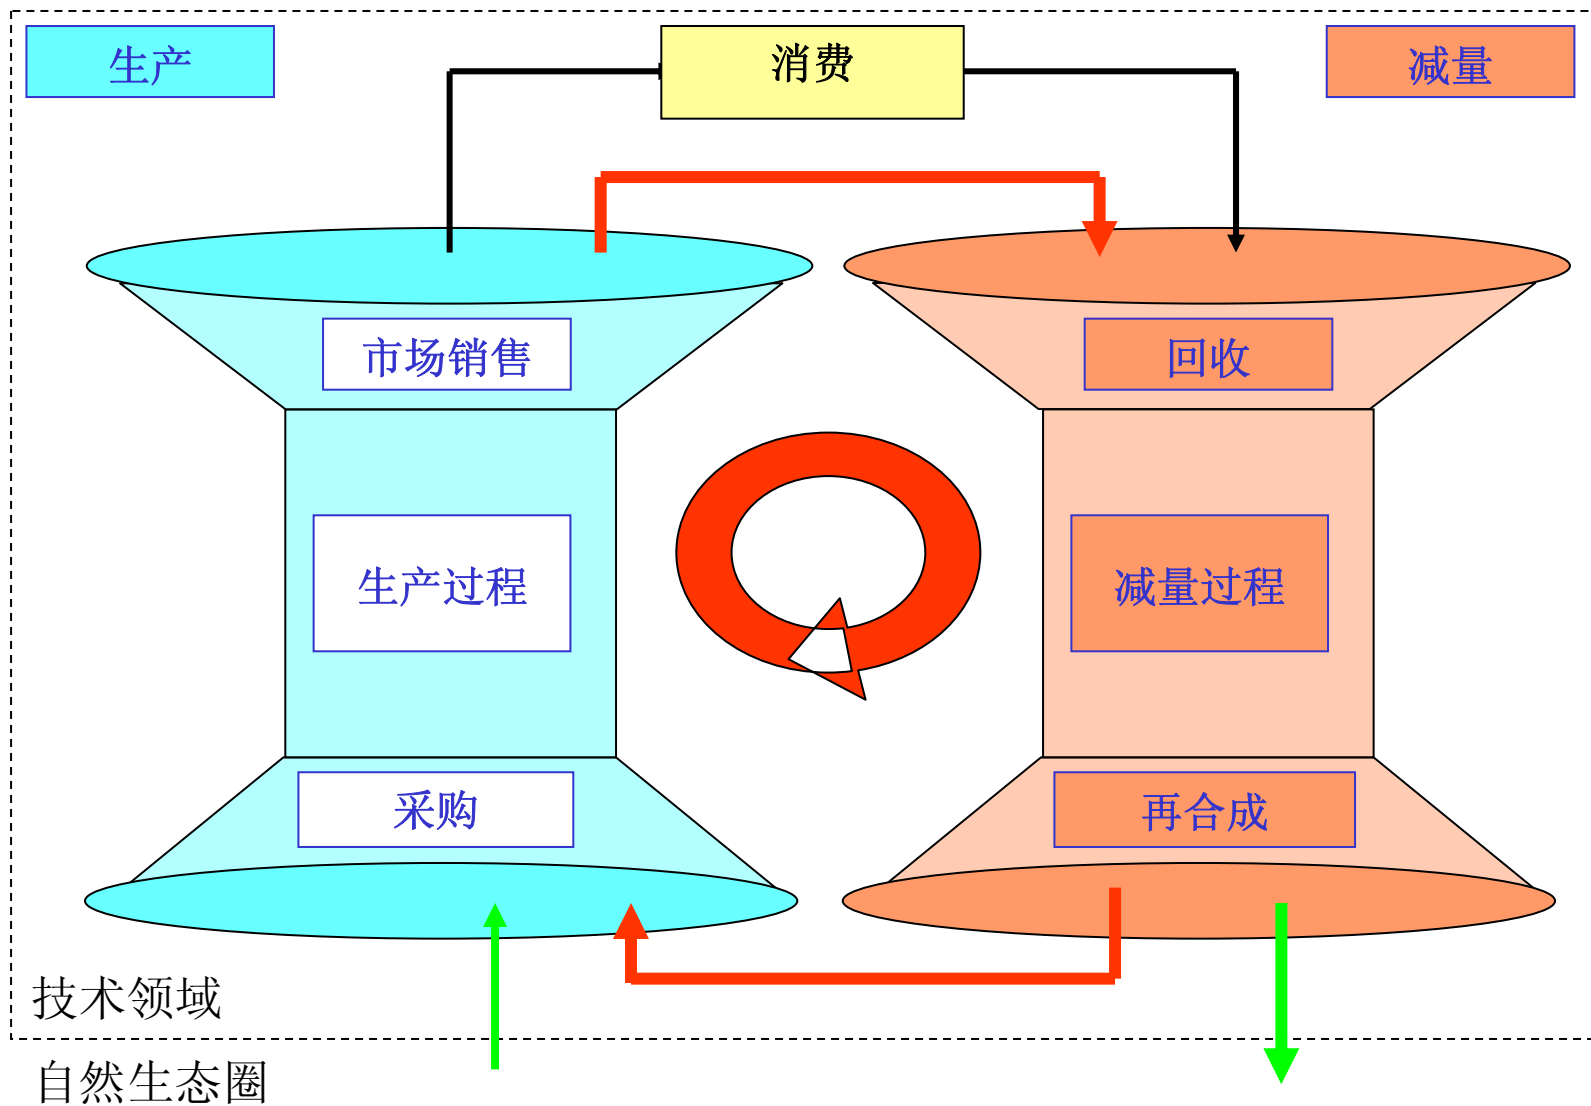 生产
消费
减量
市场销售
回收
生产过程
减量过程
采购
再合成
技术领域
自然生态圈